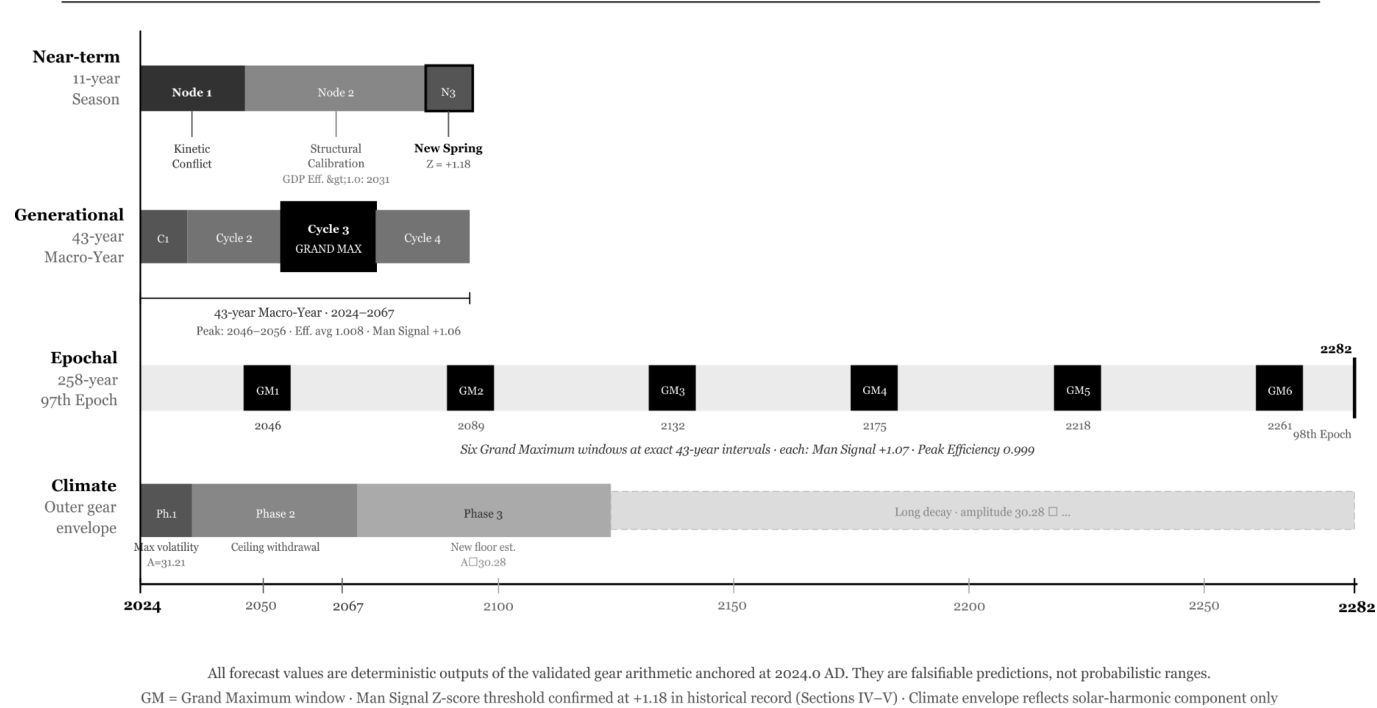 Near-term
11-year
Season
Node 1
Node 2
N3
Kinetic
Conflict
Structural
Calibration
GDP Eff. &gt;1.0: 2031
New Spring
Z = +1.18
Generational
43-year
Macro-Year
C1
Cycle 2
Cycle 3
GRAND MAX
Cycle 4
43-year Macro-Year · 2024–2067
Peak: 2046–2056 · Eff. avg 1.008 · Man Signal +1.06
Epochal
258-year
97th Epoch
2282
GM1
GM2
GM3
GM4
GM5
GM6
2046
2089
2132
2175
2218
2261
98th Epoch
Six Grand Maximum windows at exact 43-year intervals · each: Man Signal +1.07 · Peak Efficiency 0.999
Climate
Outer gear
envelope
Ph.1
Phase 2
Phase 3
Long decay · amplitude 30.28 □ ...
Max volatility
A=31.21
Ceiling withdrawal
New floor est.
A□30.28
2024
2050
2067
2100
2150
2200
2250
2282
All forecast values are deterministic outputs of the validated gear arithmetic anchored at 2024.0 AD. They are falsifiable predictions, not probabilistic ranges.
GM = Grand Maximum window · Man Signal Z-score threshold confirmed at +1.18 in historical record (Sections IV–V) · Climate envelope reflects solar-harmonic component only